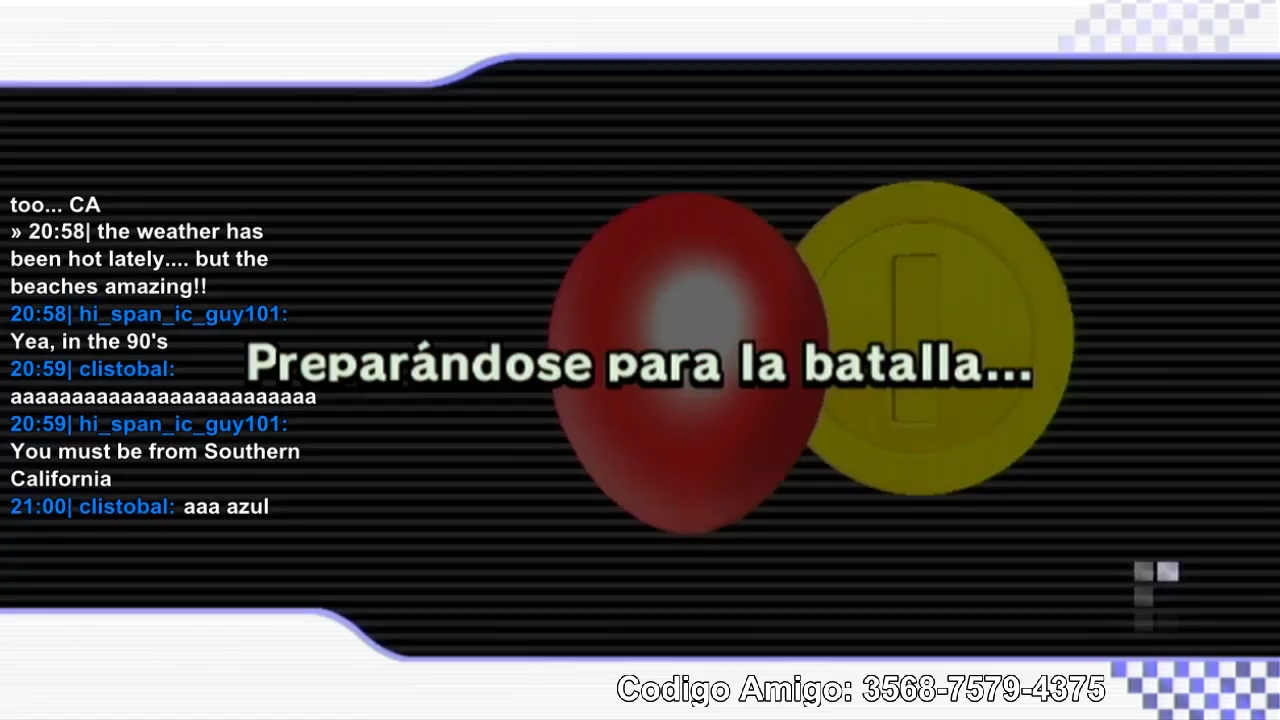 too... CA
» 20:58| the weather has
been hot lately.... but the
beaches amazing!!
20:58| hi_span_ic_guy101:
Yea, in the 90's
20:59| clistobal:
aaaaaaaaaaaaaaaaaaaaaaaaa
20:59| hi_span_ic_guy101:
You must be from Southern
California
21:00| clistobal: aaa azul
Preparándose para la batalla...
Codigo Amigo: 3568-7579-4375